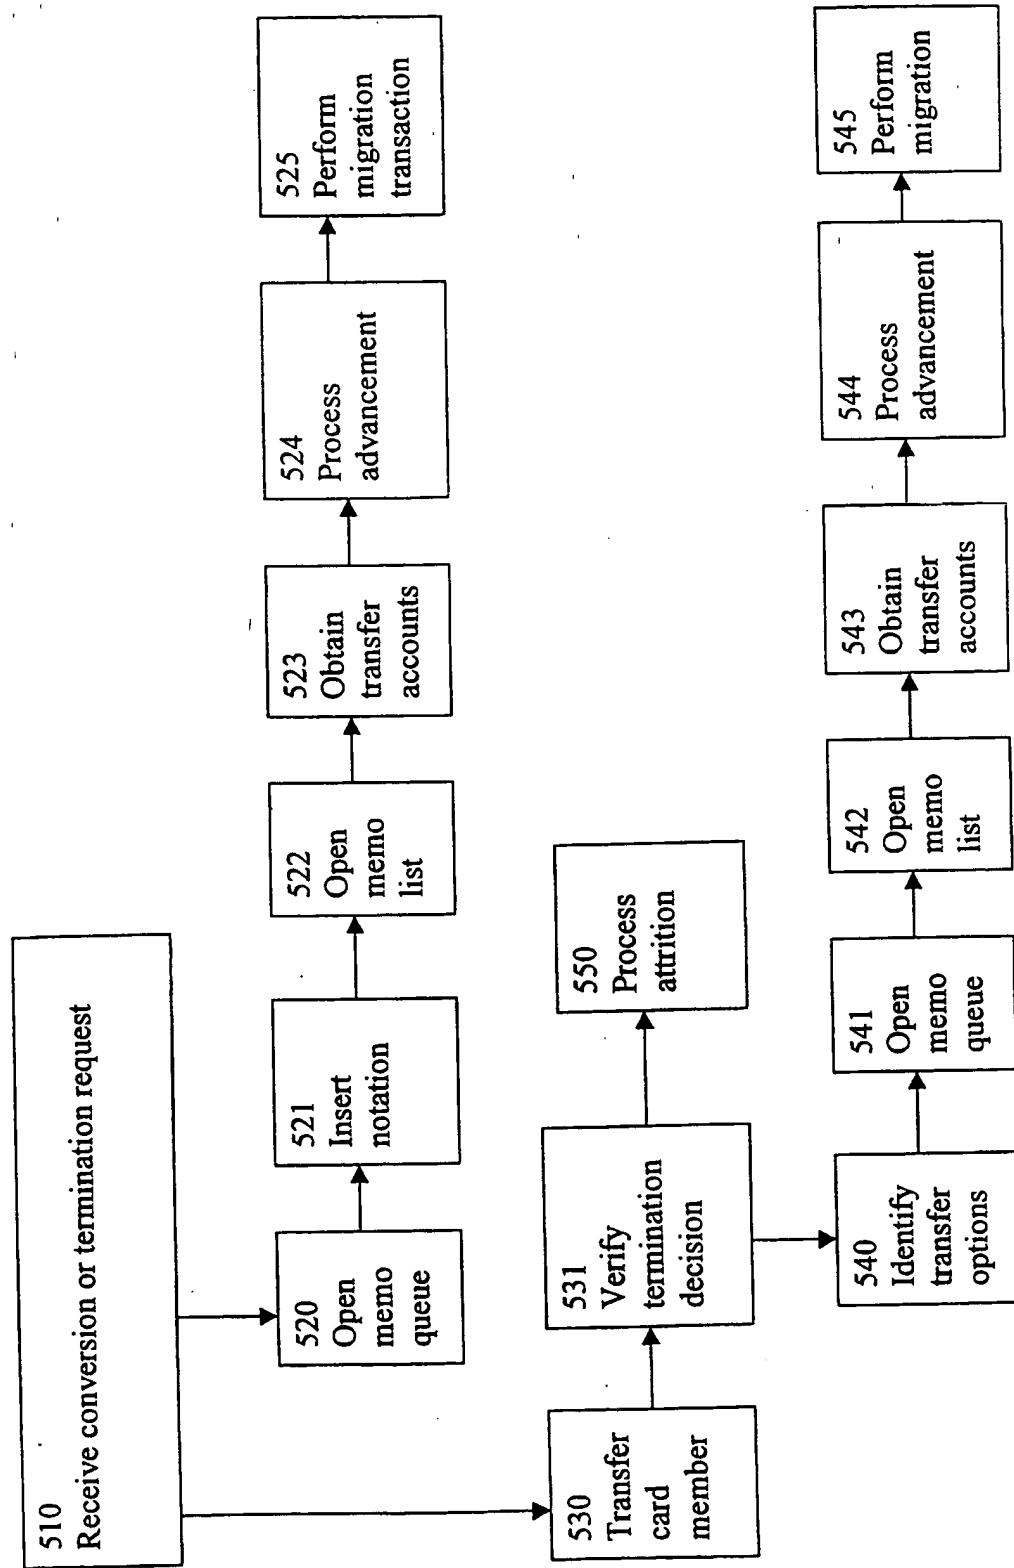 510
Receive conversion or termination request
520
Open
memo
queue
521
Insert
notation
522
Open
memo
list
523
Obtain
transfer
accounts
524
Process
advancement
525
Perform
migration
transaction
530
Transfer
card
member
531
Verify
termination
decision
550
Process
attrition
540
Identify
transfer
options
541
Open
memo
queue
542
Open
memo
list
543
Obtain
transfer
accounts
544
Process
advancement
545
Perform
migration